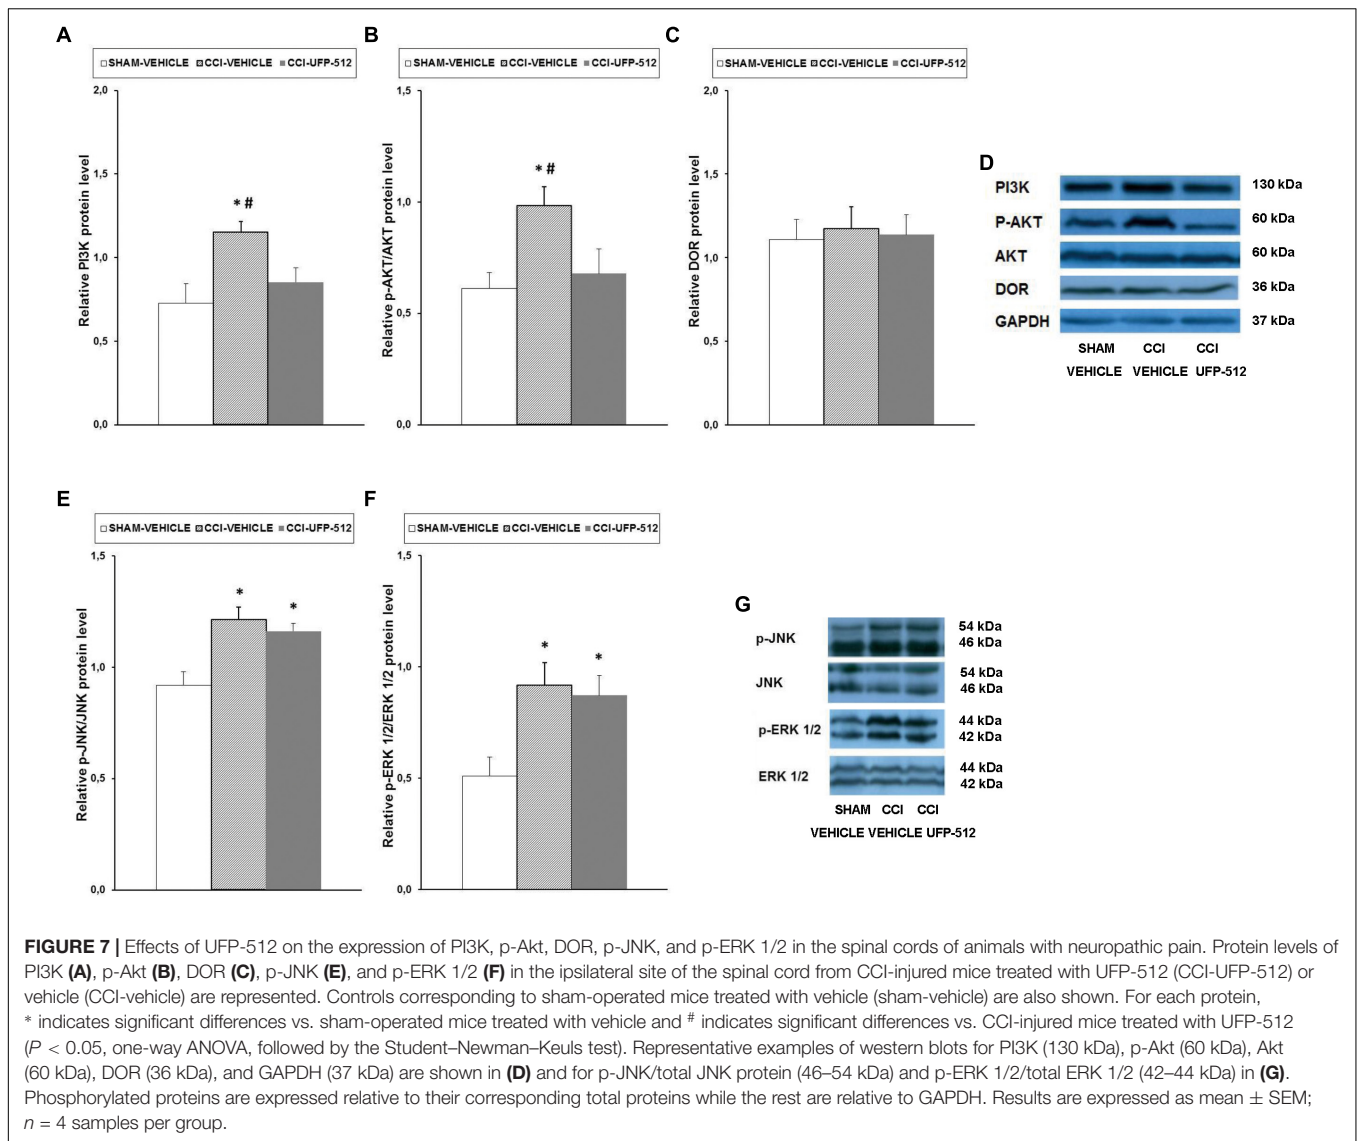 A
□ SHAM-VEHICLE ▨ CCI-VEHICLE ■ CCI-UFP-512
Relative PI3K protein level
2,0
1,5
1,0
0,5
0,0
* #
B
□ SHAM-VEHICLE ▨ CCI-VEHICLE ■ CCI-UFP-512
Relative p-AKT/AKT protein level
1,5
1,0
0,5
0,0
* #
C
□ SHAM-VEHICLE ▨ CCI-VEHICLE ■ CCI-UFP-512
Relative DOR protein level
2,0
1,5
1,0
0,5
0,0
D
PI3K 130 kDa
P-AKT 60 kDa
AKT 60 kDa
DOR 36 kDa
GAPDH 37 kDa
SHAM CCI CCI
VEHICLE VEHICLE UFP-512
E
□ SHAM-VEHICLE ▨ CCI-VEHICLE ■ CCI-UFP-512
Relative p-JNK/JNK protein level
1,5
1,0
0,5
0,0
*
*
F
□ SHAM-VEHICLE ▨ CCI-VEHICLE ■ CCI-UFP-512
Relative p-ERK 1/2/ERK 1/2 protein level
1,5
1,0
0,5
0,0
*
*
G
p-JNK 54 kDa
46 kDa
JNK 54 kDa
46 kDa
p-ERK 1/2 44 kDa
42 kDa
ERK 1/2 44 kDa
42 kDa
SHAM CCI CCI
VEHICLE VEHICLE UFP-512
FIGURE 7 | Effects of UFP-512 on the expression of PI3K, p-Akt, DOR, p-JNK, and p-ERK 1/2 in the spinal cords of animals with neuropathic pain. Protein levels of
PI3K (A), p-Akt (B), DOR (C), p-JNK (E), and p-ERK 1/2 (F) in the ipsilateral site of the spinal cord from CCI-injured mice treated with UFP-512 (CCI-UFP-512) or
vehicle (CCI-vehicle) are represented. Controls corresponding to sham-operated mice treated with vehicle (sham-vehicle) are also shown. For each protein,
* indicates significant differences vs. sham-operated mice treated with vehicle and # indicates significant differences vs. CCI-injured mice treated with UFP-512
(P < 0.05, one-way ANOVA, followed by the Student–Newman–Keuls test). Representative examples of western blots for PI3K (130 kDa), p-Akt (60 kDa), Akt
(60 kDa), DOR (36 kDa), and GAPDH (37 kDa) are shown in (D) and for p-JNK/total JNK protein (46–54 kDa) and p-ERK 1/2/total ERK 1/2 (42–44 kDa) in (G).
Phosphorylated proteins are expressed relative to their corresponding total proteins while the rest are relative to GAPDH. Results are expressed as mean ± SEM;
n = 4 samples per group.